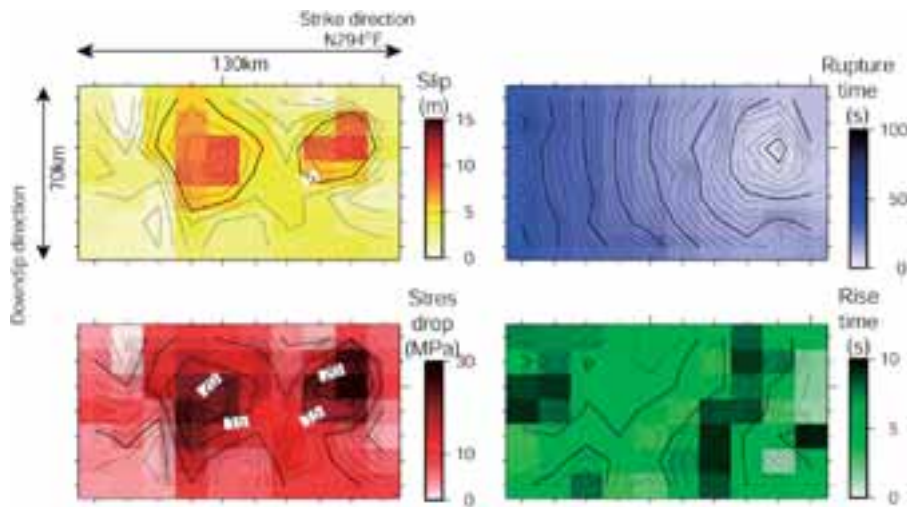 Strike direction
N294°E
130km
70km
Downdip direction
Slip
(m)
15
10
5
0
Rupture
time
(s)
100
50
0
Stres
drop
(MPa)
30
10
0
Rise
time
(s)
10
5
0